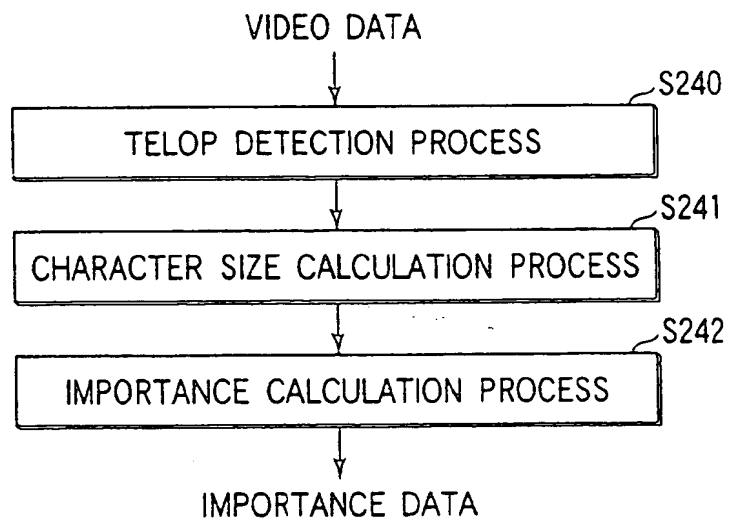 VIDEO DATA
S240
TELOP DETECTION PROCESS
S241
CHARACTER SIZE CALCULATION PROCESS
S242
IMPORTANCE CALCULATION PROCESS
IMPORTANCE DATA